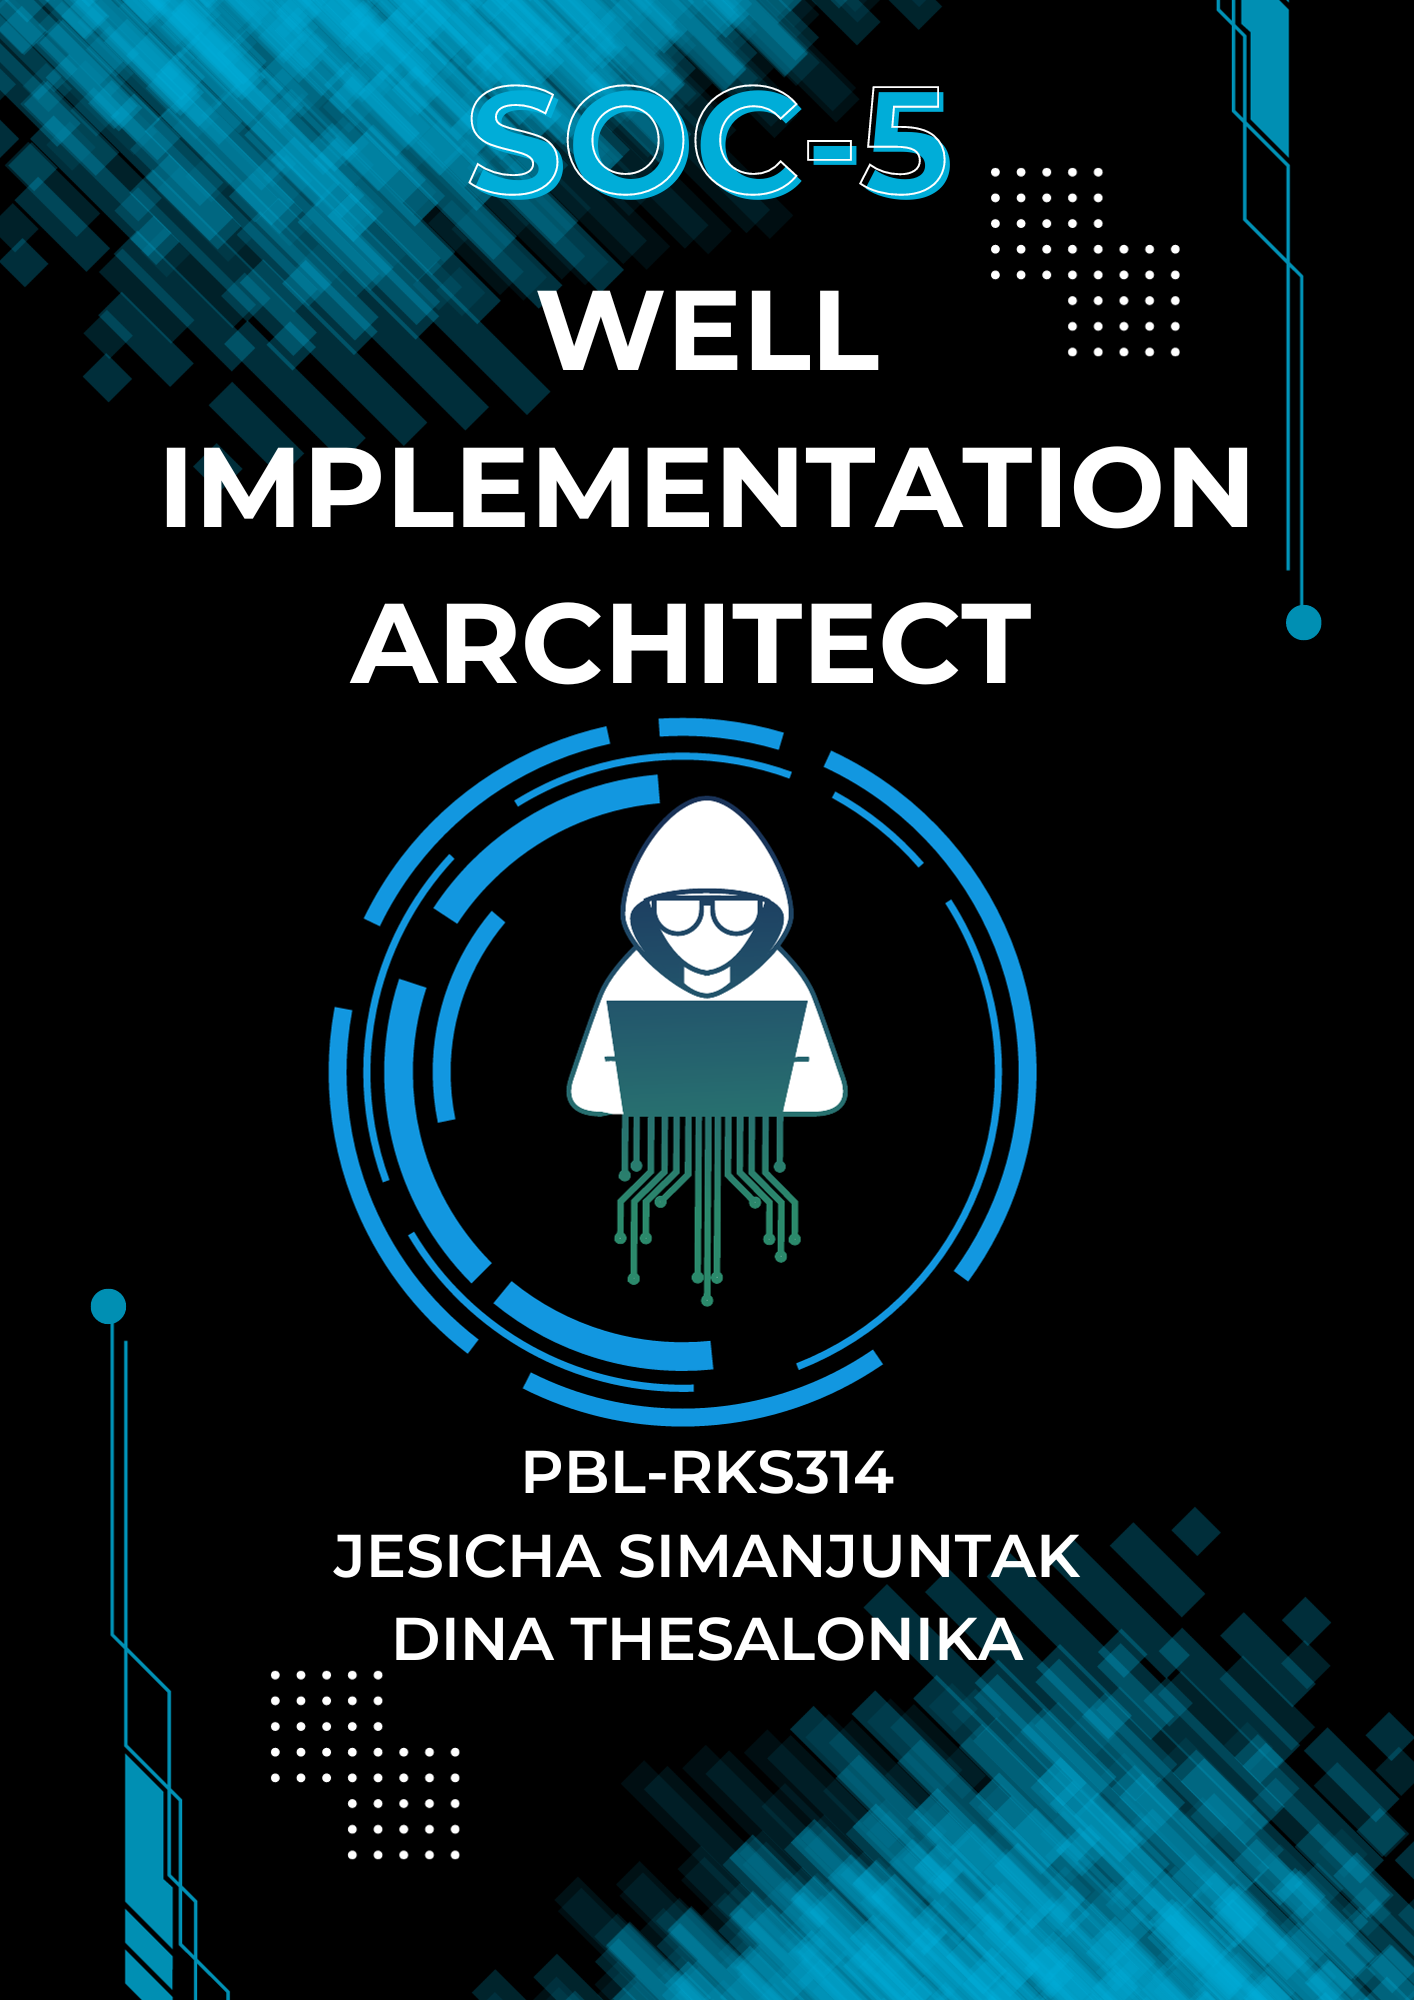 SOC-5
WELL
IMPLEMENTATION
ARCHITECT
PBL-RKS314
JESICHA SIMANJUNTAK
DINA THESALONIKA